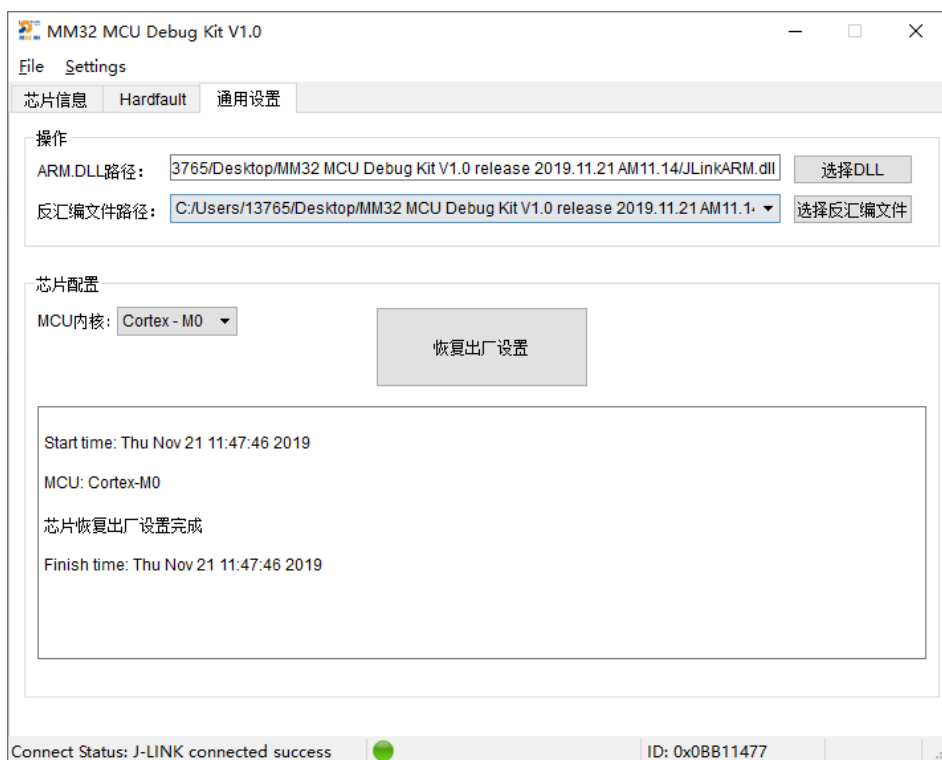 MM32 MCU Debug Kit V1.0
File Settings
芯片信息 Hardfault 通用设置
操作
ARM.DLL路径： 3765/Desktop/MM32 MCU Debug Kit V1.0 release 2019.11.21 AM11.14/JLinkARM.dll 选择DLL
反汇编文件路径： C:/Users/13765/Desktop/MM32 MCU Debug Kit V1.0 release 2019.11.21 AM11.1 选择反汇编文件
芯片配置
MCU内核： Cortex - M0
恢复出厂设置
Start time: Thu Nov 21 11:47:46 2019
MCU: Cortex-M0
芯片恢复出厂设置完成
Finish time: Thu Nov 21 11:47:46 2019
Connect Status: J-LINK connected success ID: 0x0BB11477